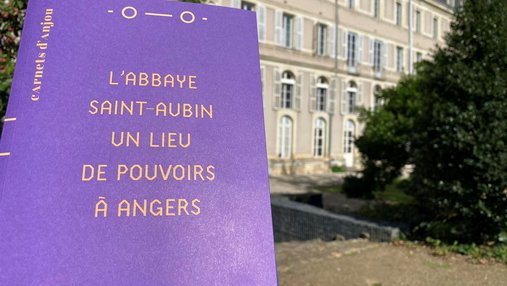 cArnets d'Anjou
L'ABBAYE
SAINT-AUBIN
UN LIEU
DE POUVOIRS
À ANGERS